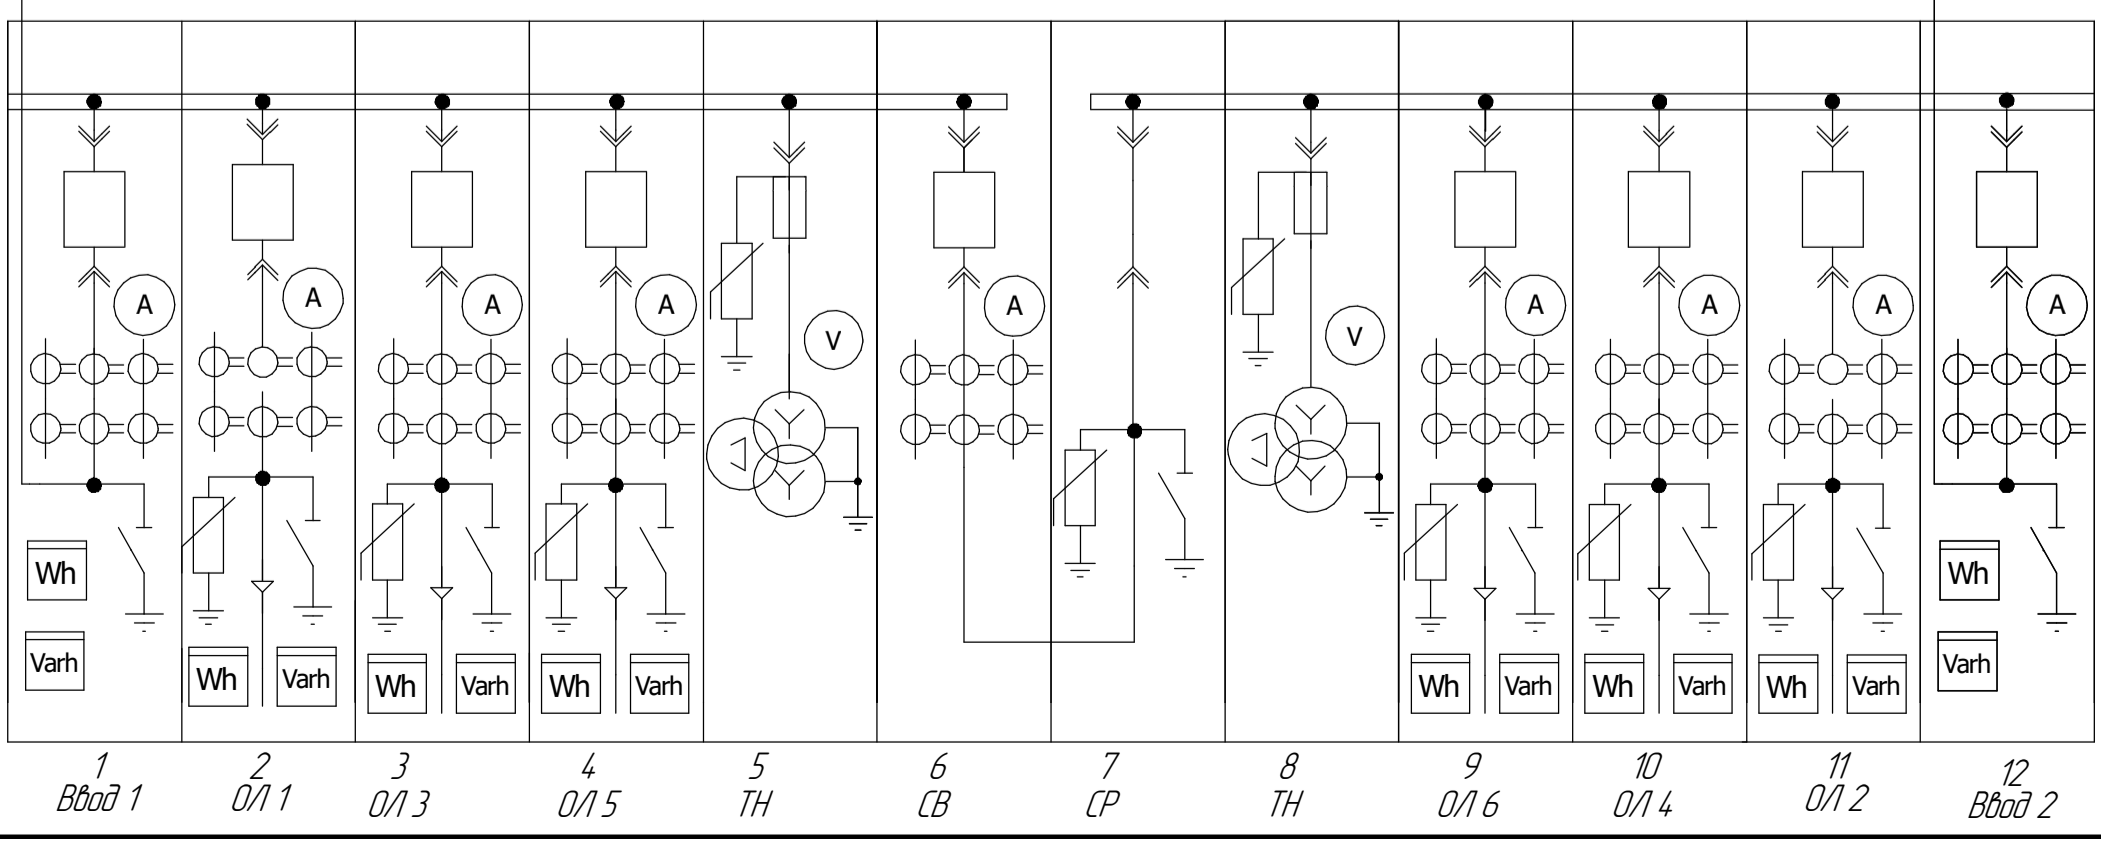 A A A A A A A A A A
V V
Wh Wh
Varh Varh
Wh Varh Wh Varh Wh Varh Wh Varh Wh Varh Wh Varh
1 2 3 4 5 6 7 8 9 10 11 12
Ввод 1 ОЛ 1 ОЛ 3 ОЛ 5 ТН СВ СР ТН ОЛ 6 ОЛ 4 ОЛ 2 Ввод 2